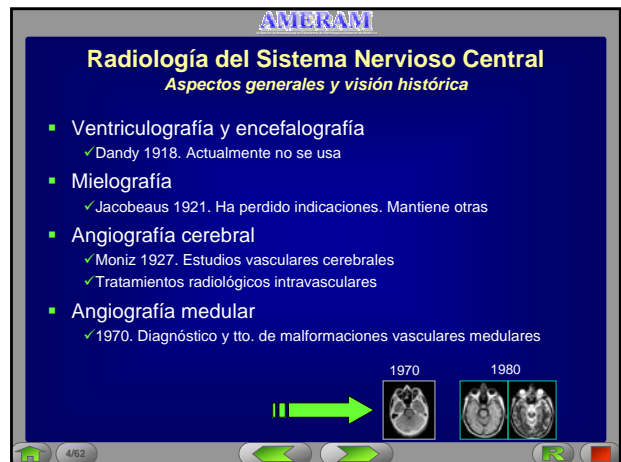 AMERAM
Radiología del Sistema Nervioso Central
Aspectos generales y visión histórica
Ventriculografía y encefalografía
Dandy 1918. Actualmente no se usa
Mielografía
Jacobeaus 1921. Ha perdido indicaciones. Mantiene otras
Angiografía cerebral
Moniz 1927. Estudios vasculares cerebrales
Tratamientos radiológicos intravasculares
Angiografía medular
1970. Diagnóstico y tto. de malformaciones vasculares medulares
1970 1980
4/62 R